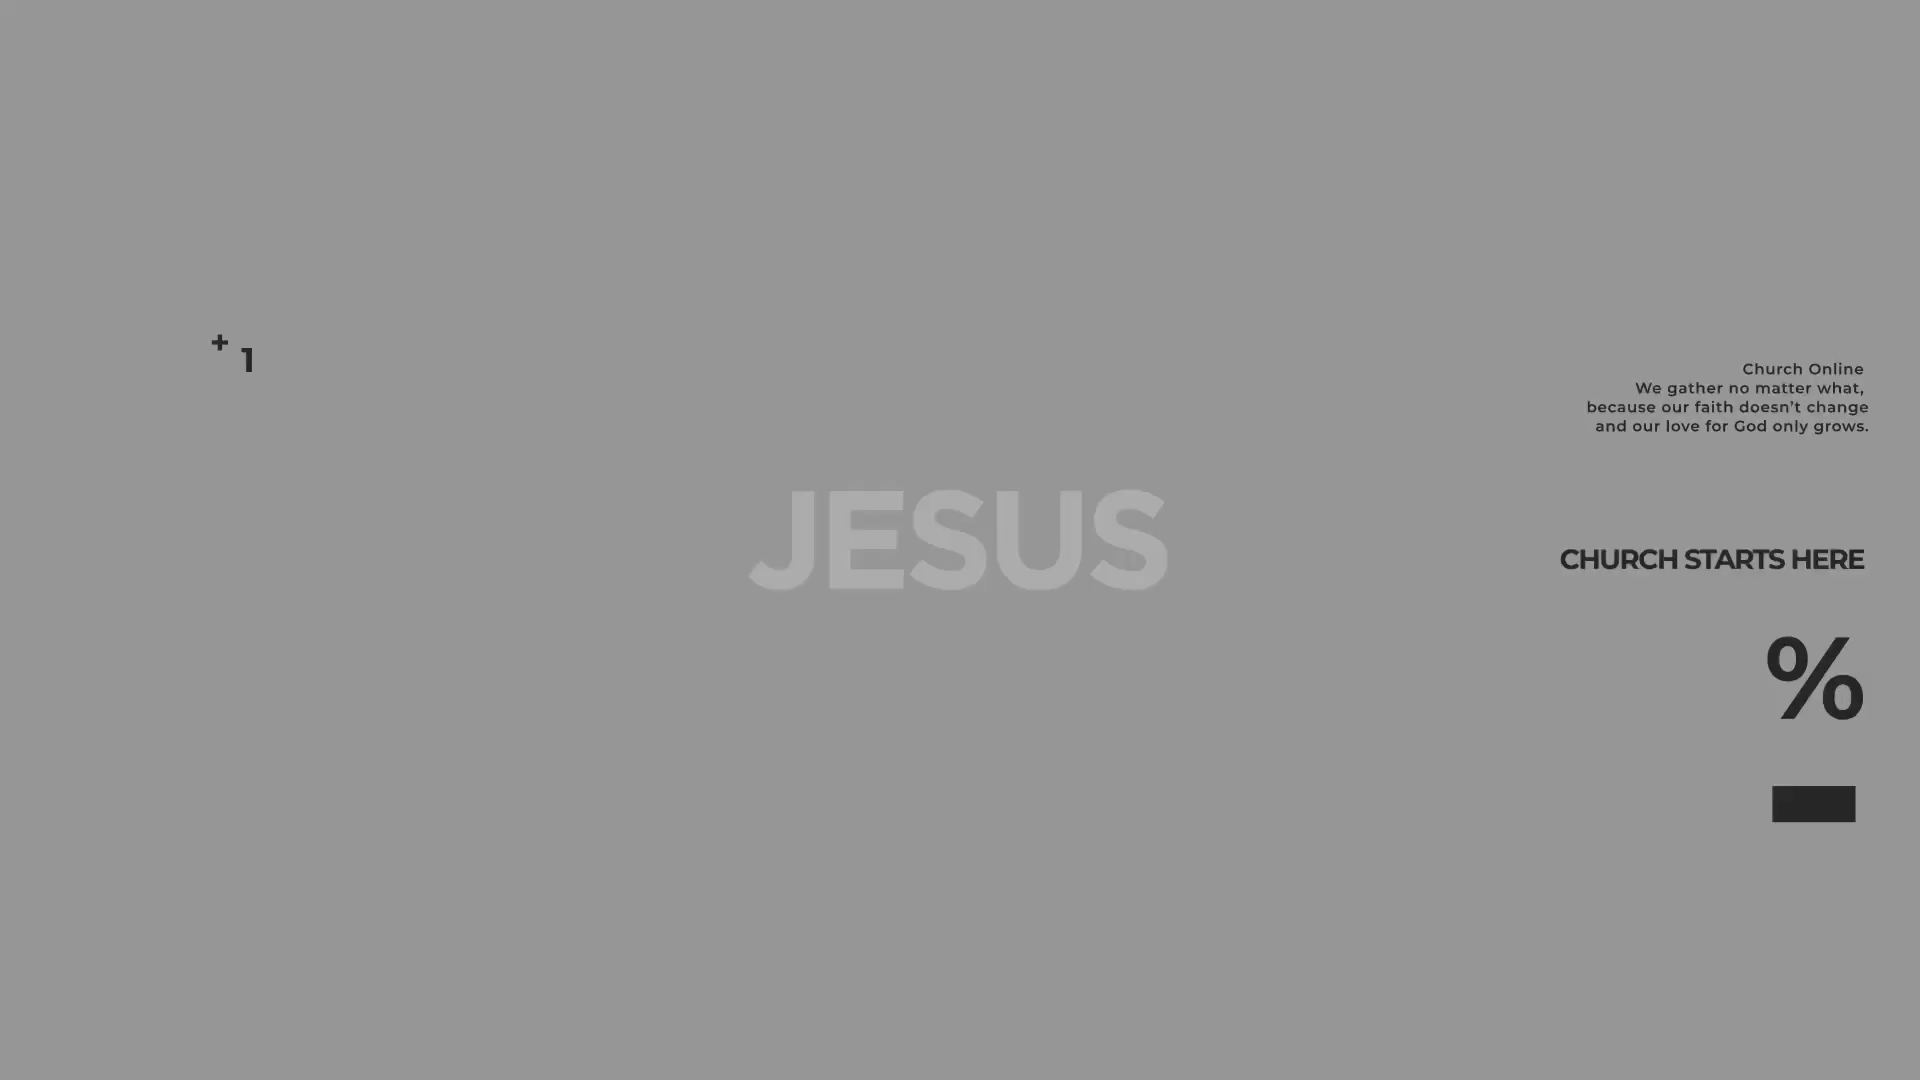 + 1
Church Online
We gather no matter what,
because our faith doesn't change
and our love for God only grows.
JESUS
CHURCH STARTS HERE
%